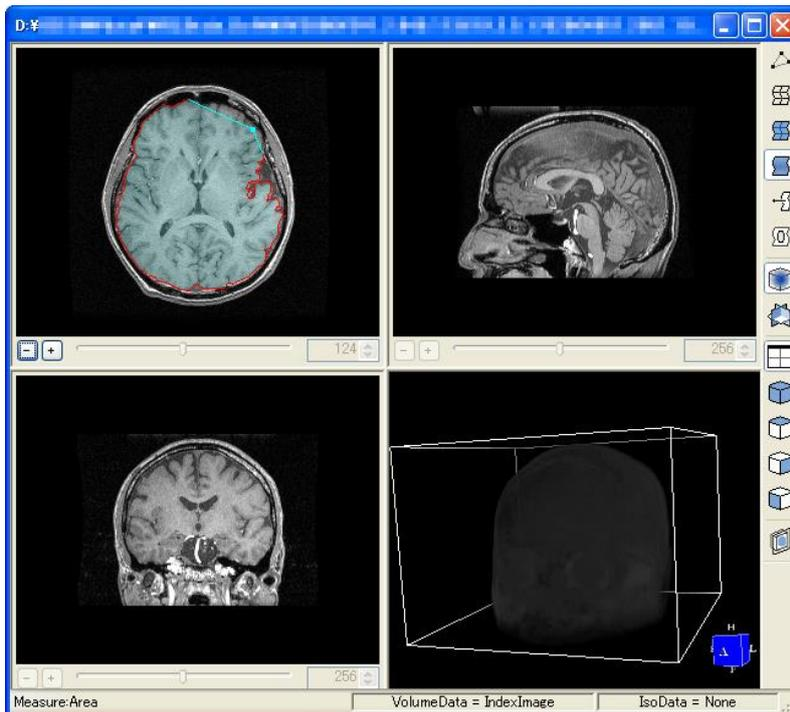 D:¥
124
256
256
H
L
A
F
Measure:Area
VolumeData = IndexImage
IsoData = None